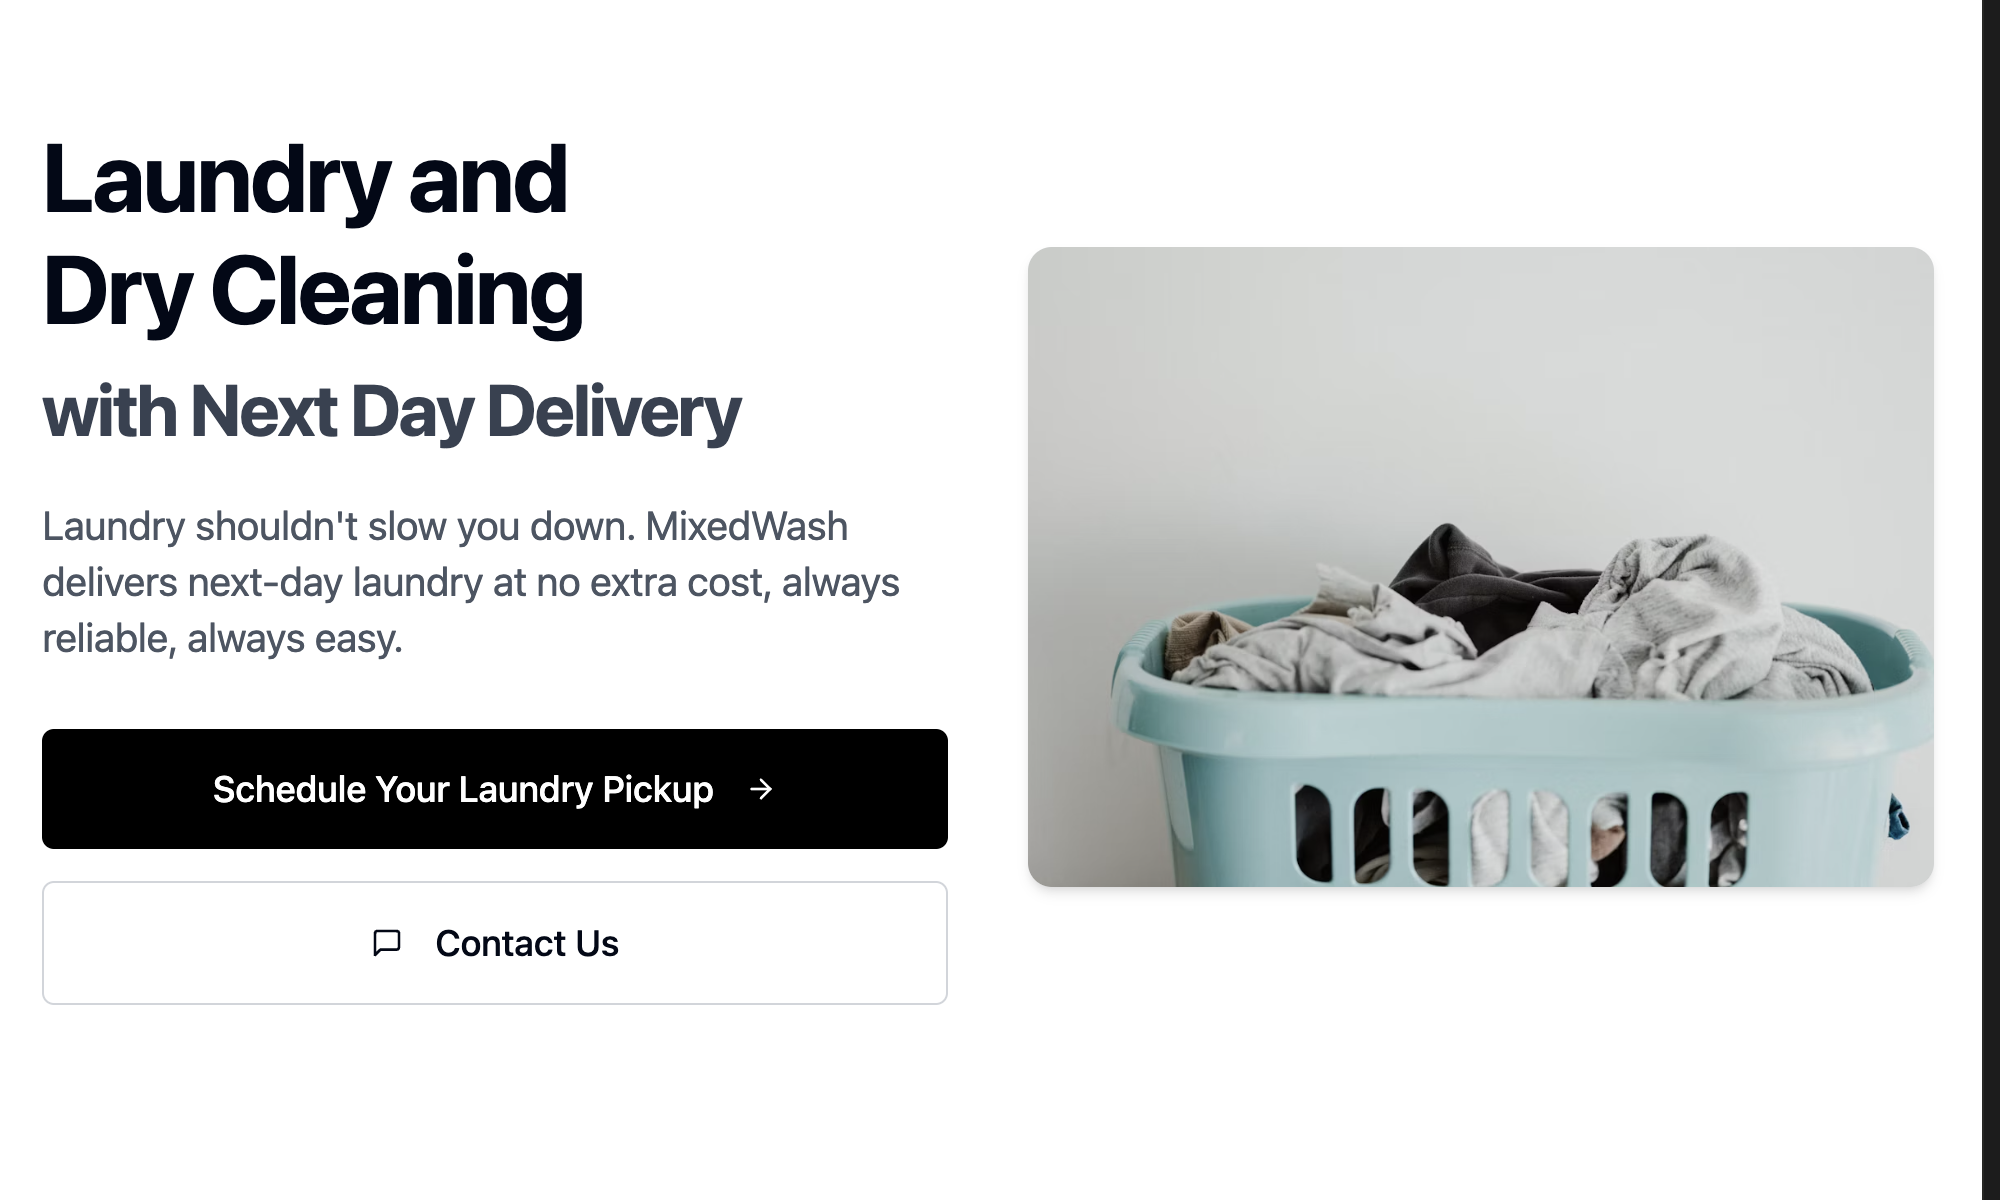 Laundry and
Dry Cleaning
with Next Day Delivery
Laundry shouldn't slow you down. MixedWash
delivers next-day laundry at no extra cost, always
reliable, always easy.
Schedule Your Laundry Pickup
Contact Us